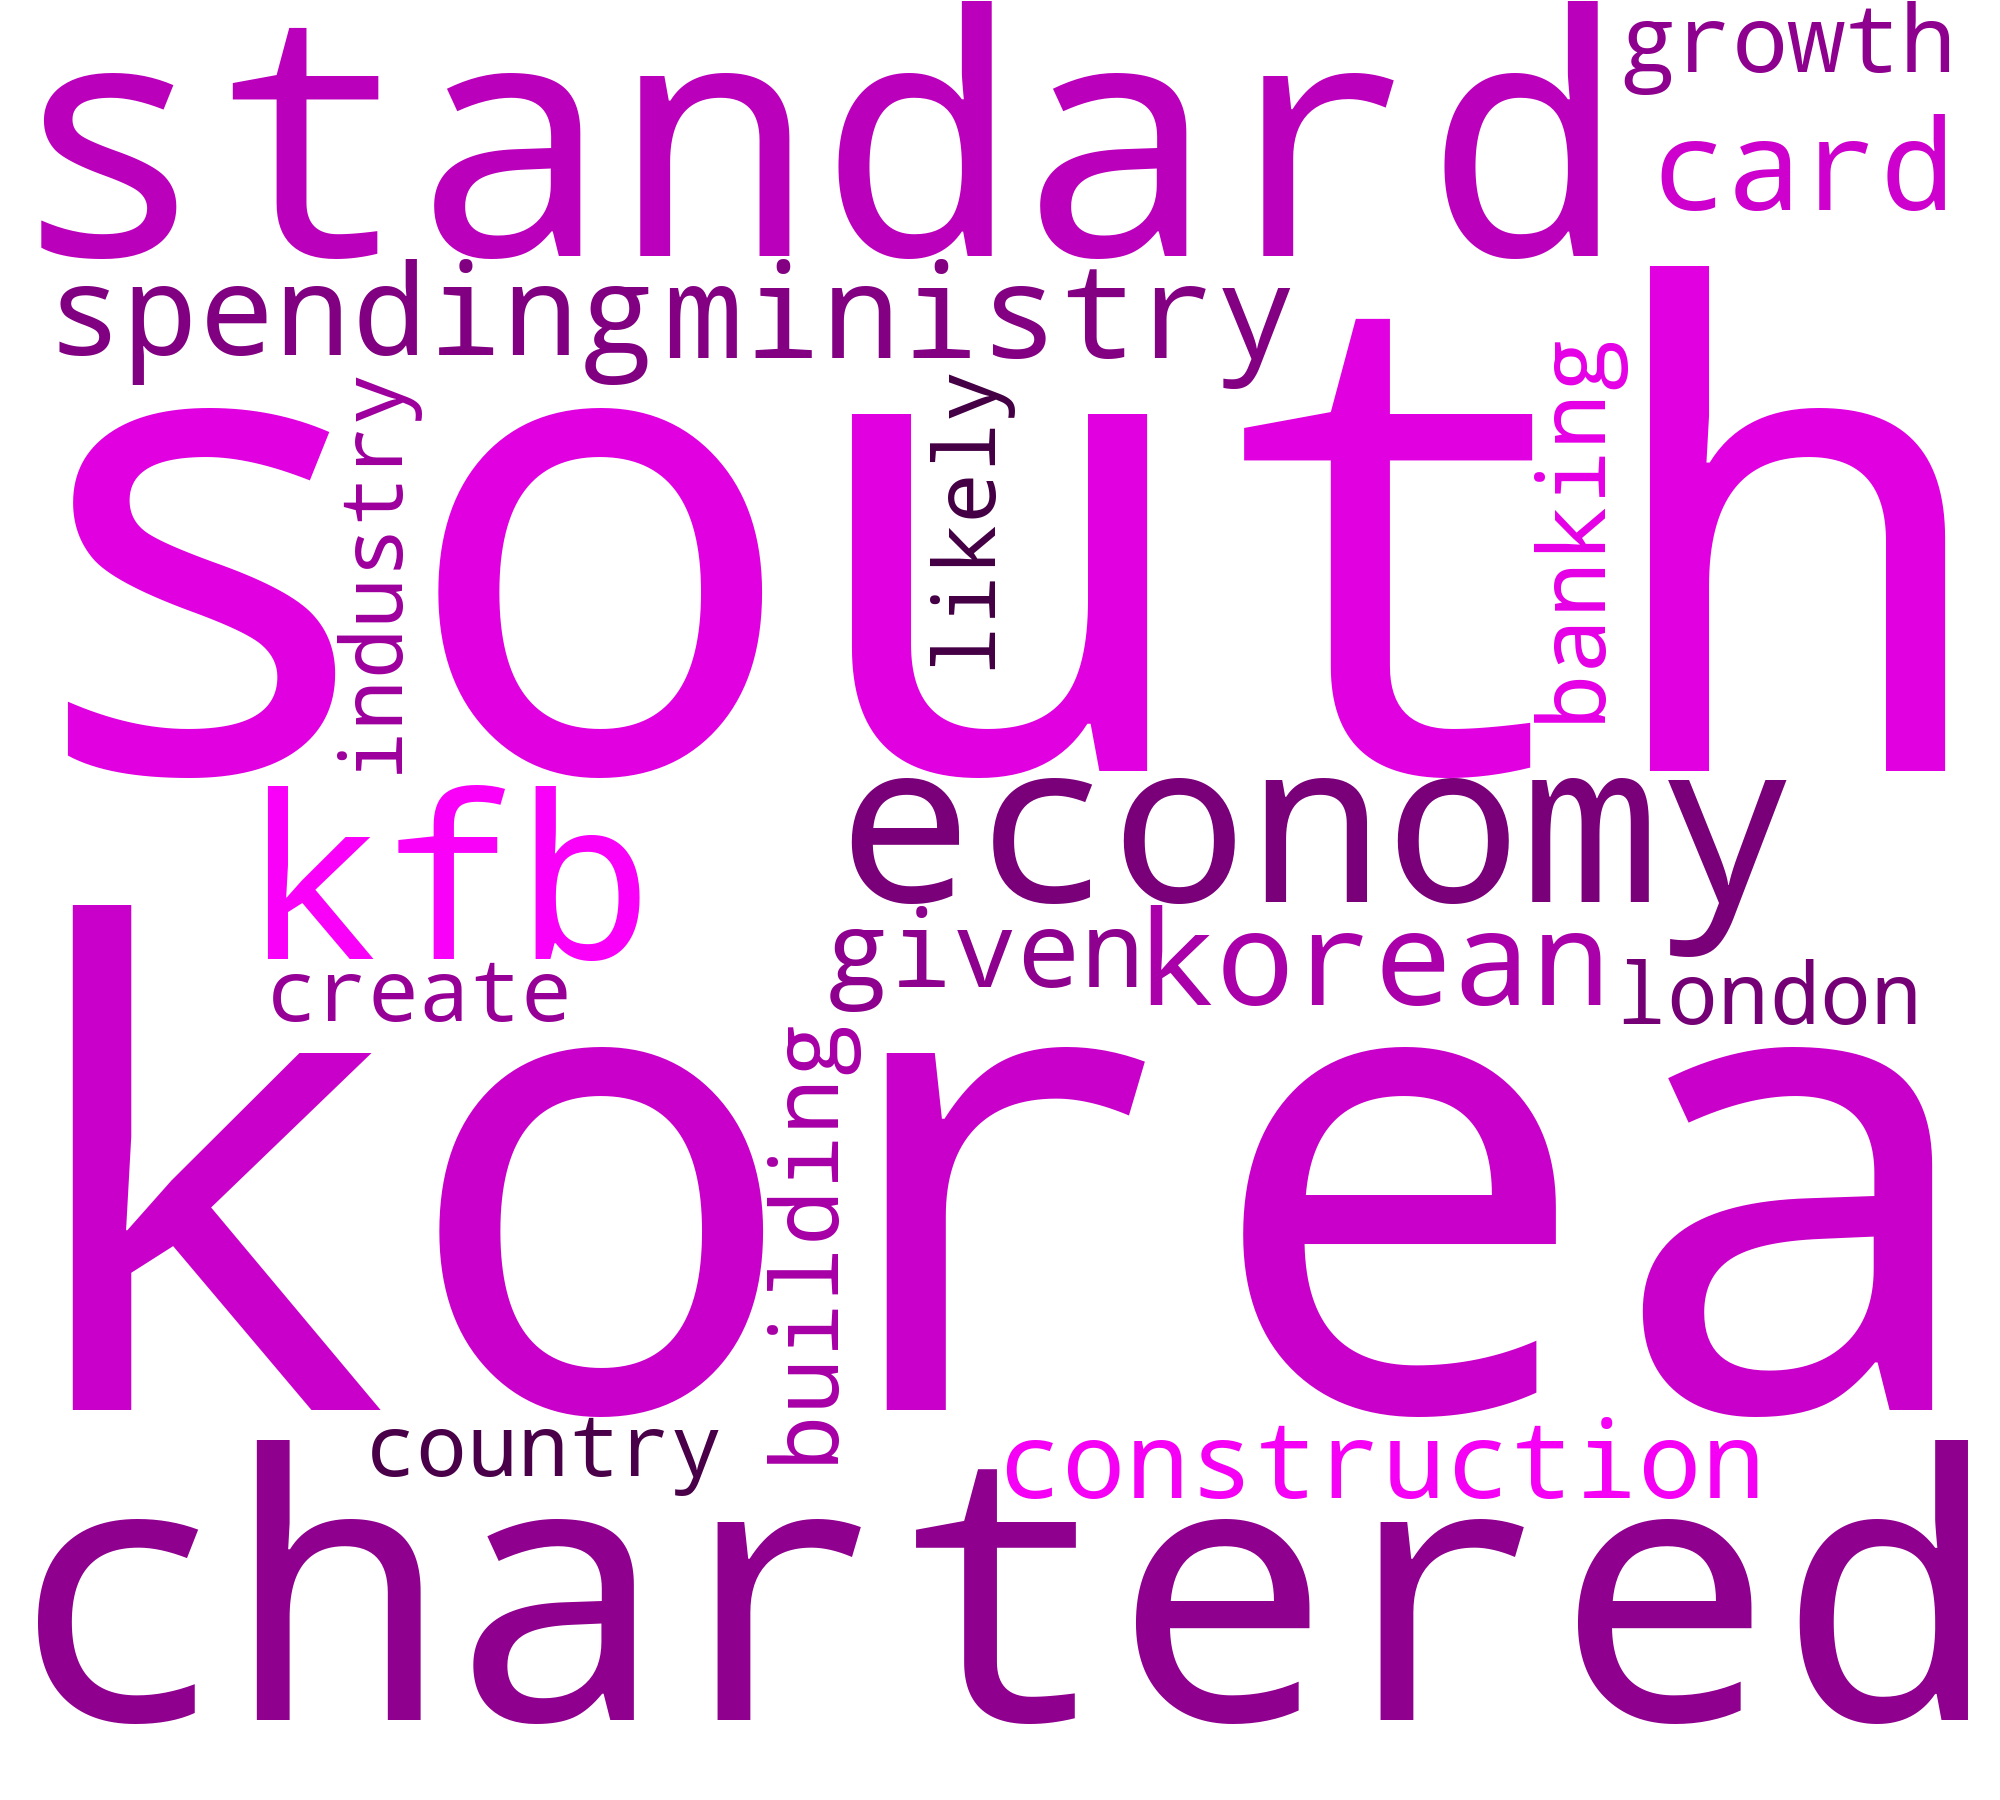 standard
growth
card
spending ministry
industry
likely
banking
south
kfb
economy
given korean
create
london
building
korea
country
construction
chartered